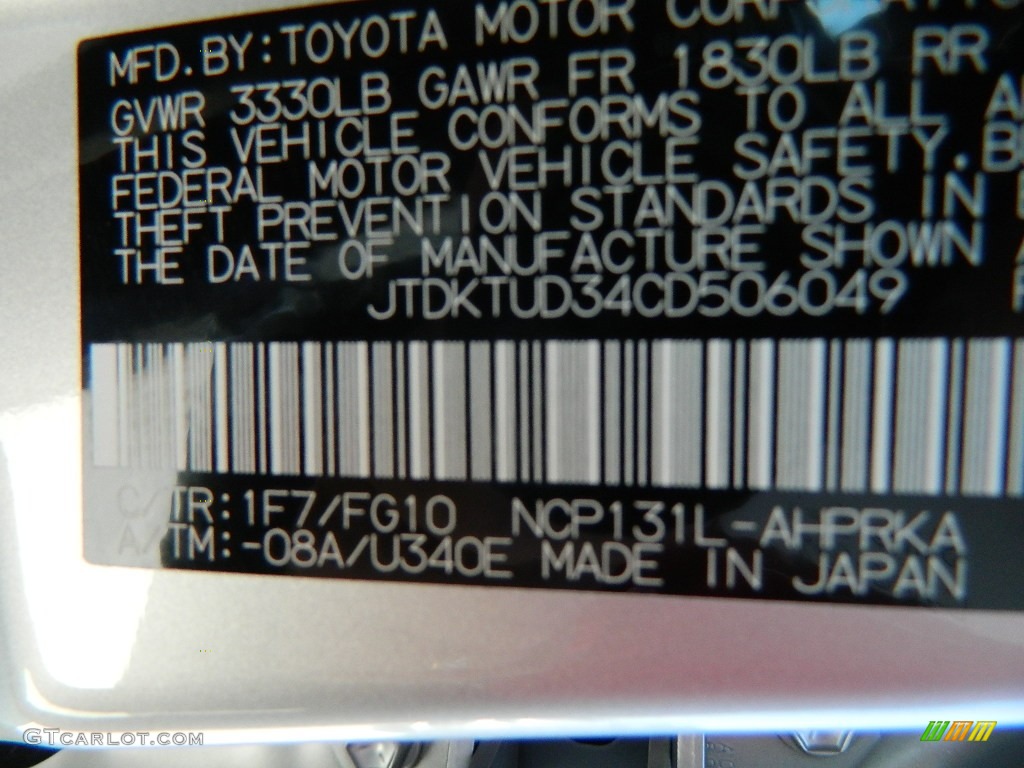 MFD. BY: TOYOTA MOTOR
GVWR 3330LB GAWR FR 1830LB RR
THIS VEHICLE CONFORMS TO ALL
FEDERAL MOTOR VEHICLE SAFETY.
THEFT PREVENTION STANDARDS IN
THE DATE OF MANUFACTURE SHOWN
JTDKTUD34CD506049
C/TR: 1F7/FG10 NCP131L-AHPRKA
A/TM: -08A/U340E MADE IN JAPAN
GTCARLOT.COM